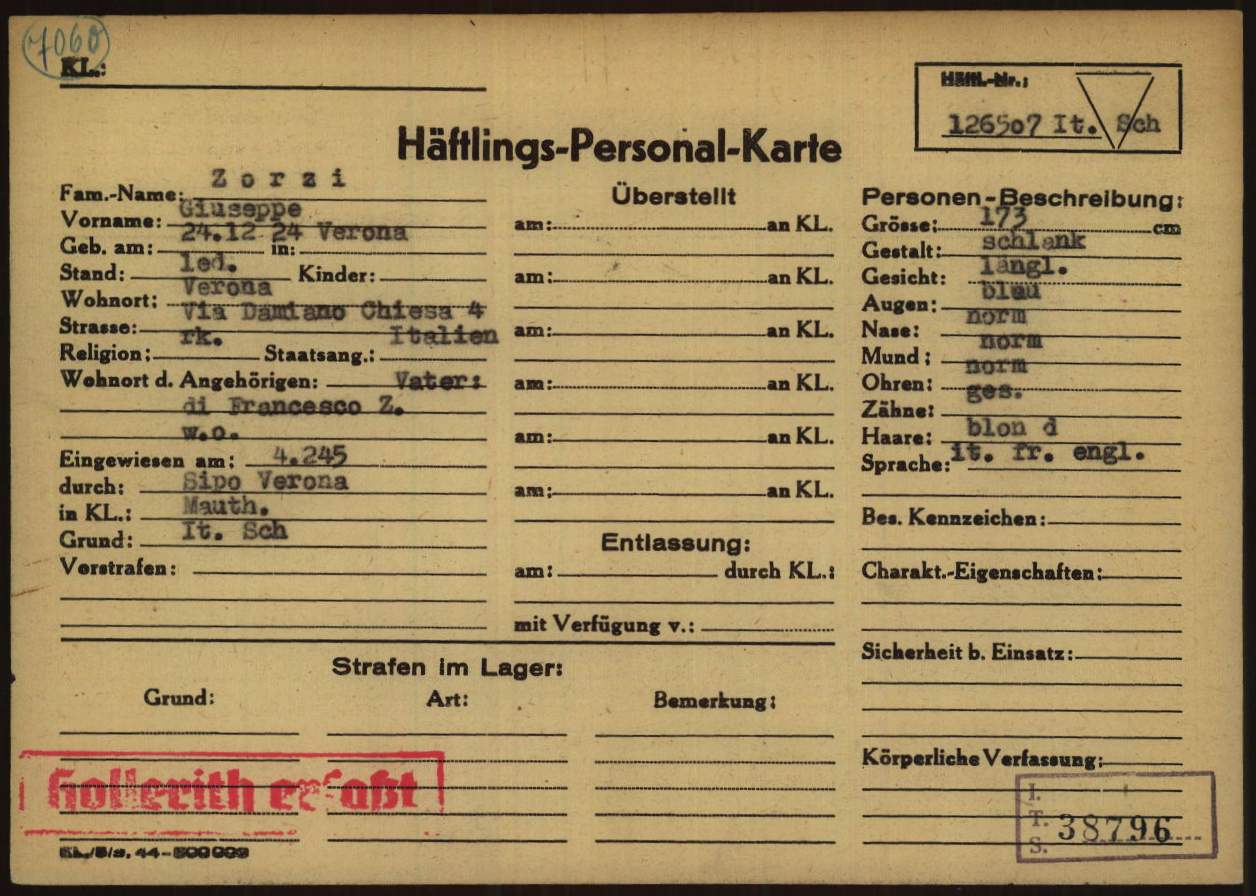 7060
KL.:
Häftl.-Nr.:
126507 It. Sch
Häftlings-Personal-Karte
Fam.-Name: Zorzi
Vorname: Giuseppe
Geb. am: 24.12 24 in: Verona
Stand: led. Kinder:
Wohnort: Verona
Strasse: Via Damiano Chiesa 4
Religion: rk. Staatsang.: Italien
Wohnort d. Angehörigen: Vater:
di Francesco Z.
w.o.
Eingewiesen am: 4.245
durch: Sipo Verona
in KL.: Mauth.
Grund: It. Sch
Vorstrafen:
Überstellt
am: an KL.
am: an KL.
am: an KL.
am: an KL.
am: an KL.
am: an KL.
Entlassung:
am: durch KL.:
mit Verfügung v.:
Personen-Beschreibung:
Grösse: 173 cm
Gestalt: schlank
Gesicht: längl.
Augen: blau
Nase: norm
Mund: norm
Ohren: norm
Zähne: ges.
Haare: blon d
Sprache: it. fr. engl.
Bes. Kennzeichen:
Charakt.-Eigenschaften:
Sicherheit b. Einsatz:
Körperliche Verfassung:
Strafen im Lager:
Grund: Art: Bemerkung:
Hollerith erfaßt
I.
T. 38796
S.